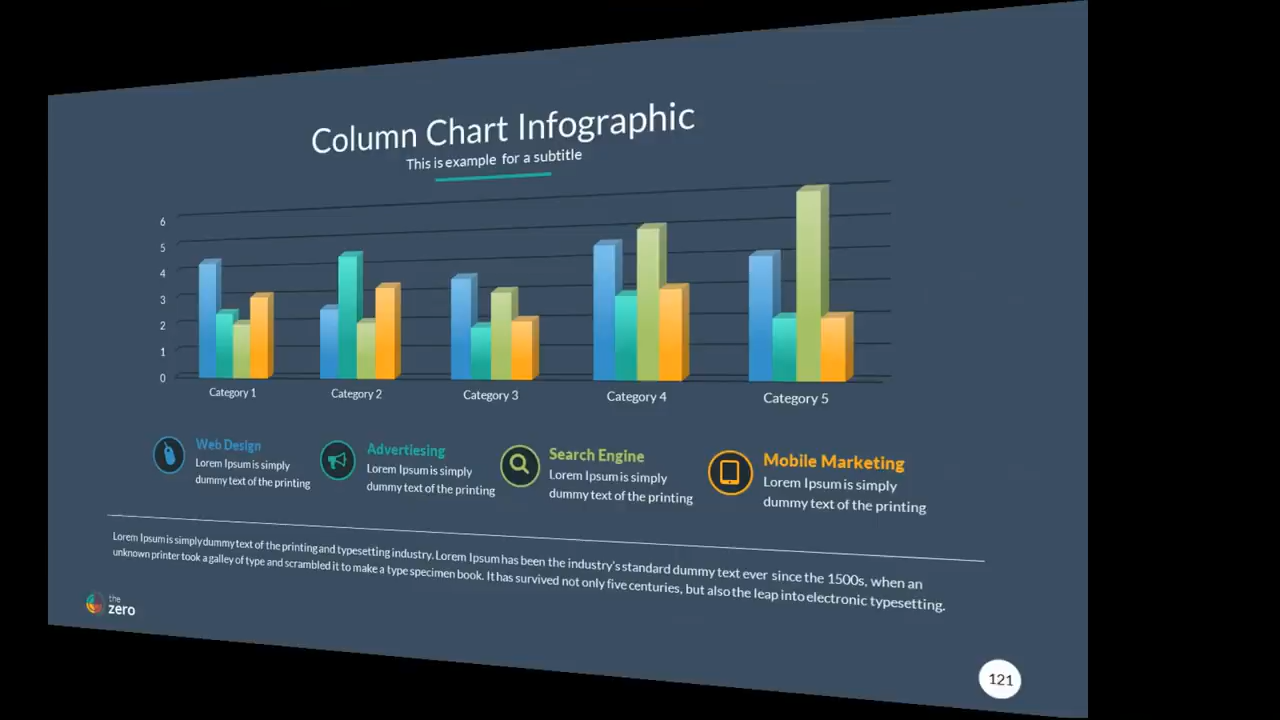 Column Chart Infographic
This is example for a subtitle
6
5
4
3
2
1
0
Category 1
Category 2
Category 3
Category 4
Category 5
Web Design
Lorem Ipsum is simply
dummy text of the printing
Advertiesing
Lorem Ipsum is simply
dummy text of the printing
Search Engine
Lorem Ipsum is simply
dummy text of the printing
Mobile Marketing
Lorem Ipsum is simply
dummy text of the printing
Lorem Ipsum is simply dummy text of the printing and typesetting industry. Lorem Ipsum has been the industry's standard dummy text ever since the 1500s, when an
unknown printer took a galley of type and scrambled it to make a type specimen book. It has survived not only five centuries, but also the leap into electronic typesetting.
the
zero
121